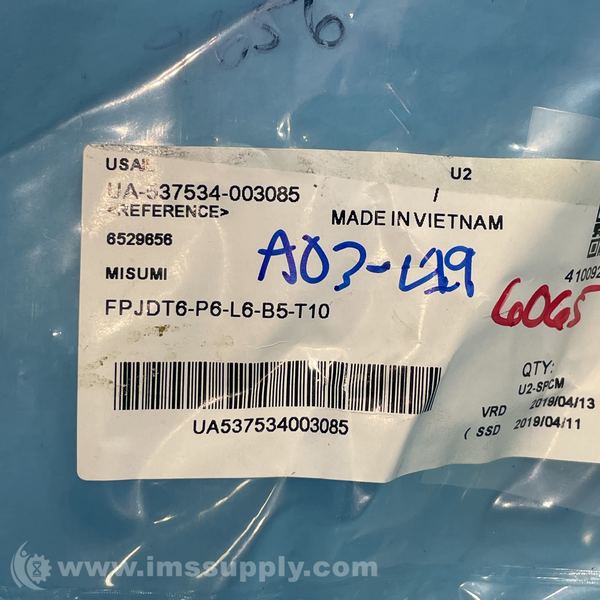 656
USA
U2
UA-537534-003085
/
<REFERENCE>
MADE IN VIETNAM
6529656
A03-
MISUMI
410092
FPJDT6-P6-L6-B5-T10
6065
QTY:
U2-SPCM
VRD 2019/04/13
( SSD 2019/04/11
UA537534003085
www.imssupply.com